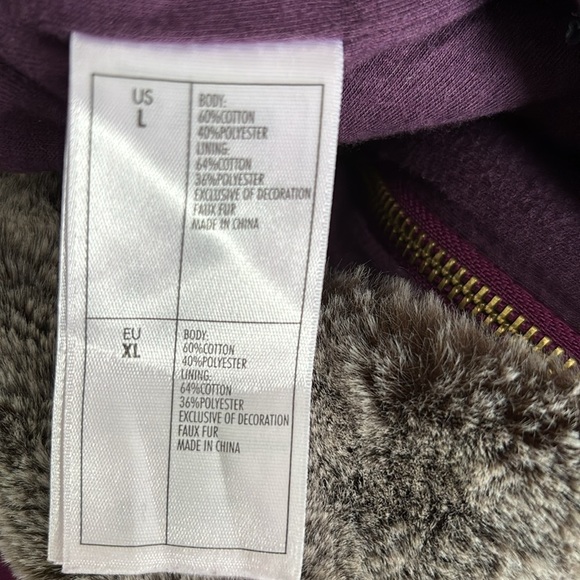 US
L
BODY:
60%COTTON
40%POLYESTER
LINING:
64%COTTON
36%POLYESTER
EXCLUSIVE OF DECORATION
FAUX FUR
MADE IN CHINA
EU
XL
BODY:
60%COTTON
40%POLYESTER
LINING:
64%COTTON
36%POLYESTER
EXCLUSIVE OF DECORATION
FAUX FUR
MADE IN CHINA